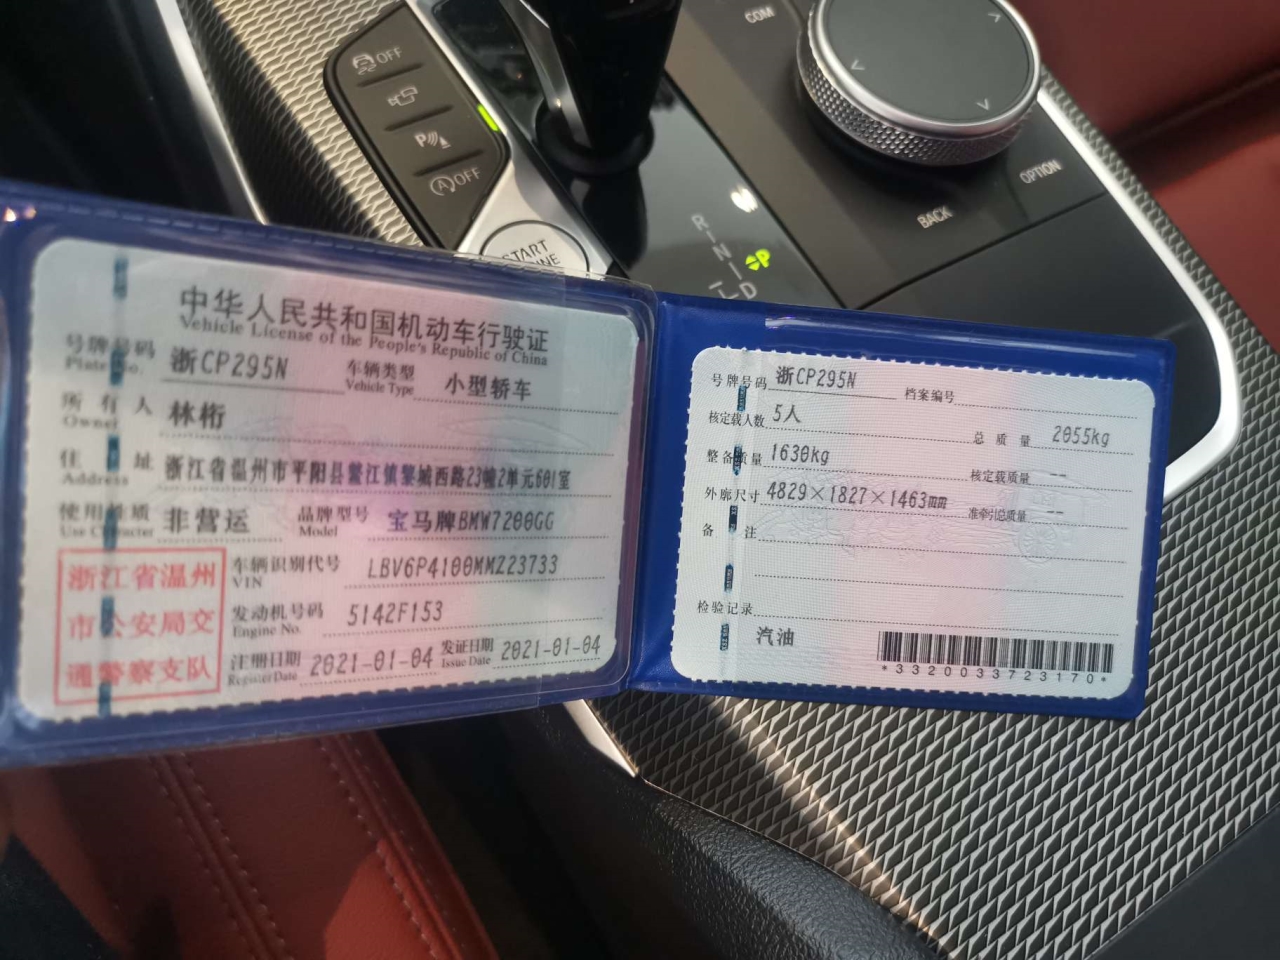 OFF
P
OFF
START
COM
OPTION
BACK
R
N
D
P
中华人民共和国机动车行驶证
Vehicle License of the People's Republic of China
号牌号码 浙CP295N 车辆类型 小型轿车
Plate No. Vehicle Type
所有人 林桁
Owner
住址 浙江省温州市平阳县鳌江镇黎城西路23幢2单元601室
Address
使用性质 非营运 品牌型号 宝马牌BMW7200GG
Use Character Model
浙江省温州
市公安局交
通警察支队
车辆识别代号 LBV6P4100MMZ23733
VIN
发动机号码 5142F153
Engine No.
注册日期 2021-01-04 发证日期 2021-01-04
Register Date Issue Date
号牌号码 浙CP295N 档案编号
核定载人数 5人 总质量 2055kg
整备质量 1630kg 核定载质量 --
外廓尺寸 4829×1827×1463mm 准牵引总质量 --
备注
检验记录
汽油
*3320033723170*